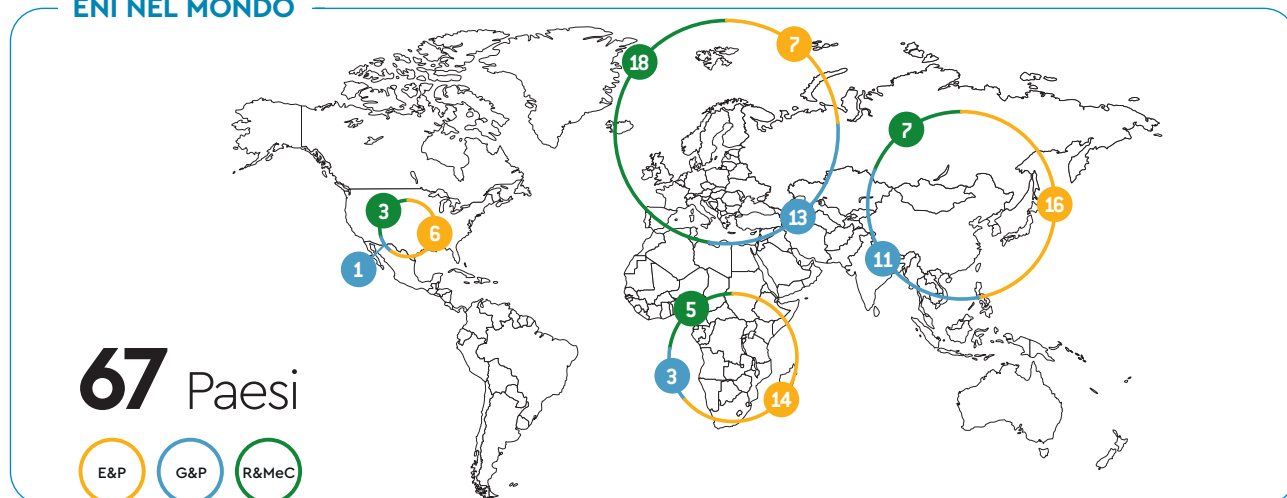 ENI NEL MONDO
18
7
7
3
6
16
13
1
11
5
3
14
67 Paesi
E&P
G&P
R&MeC